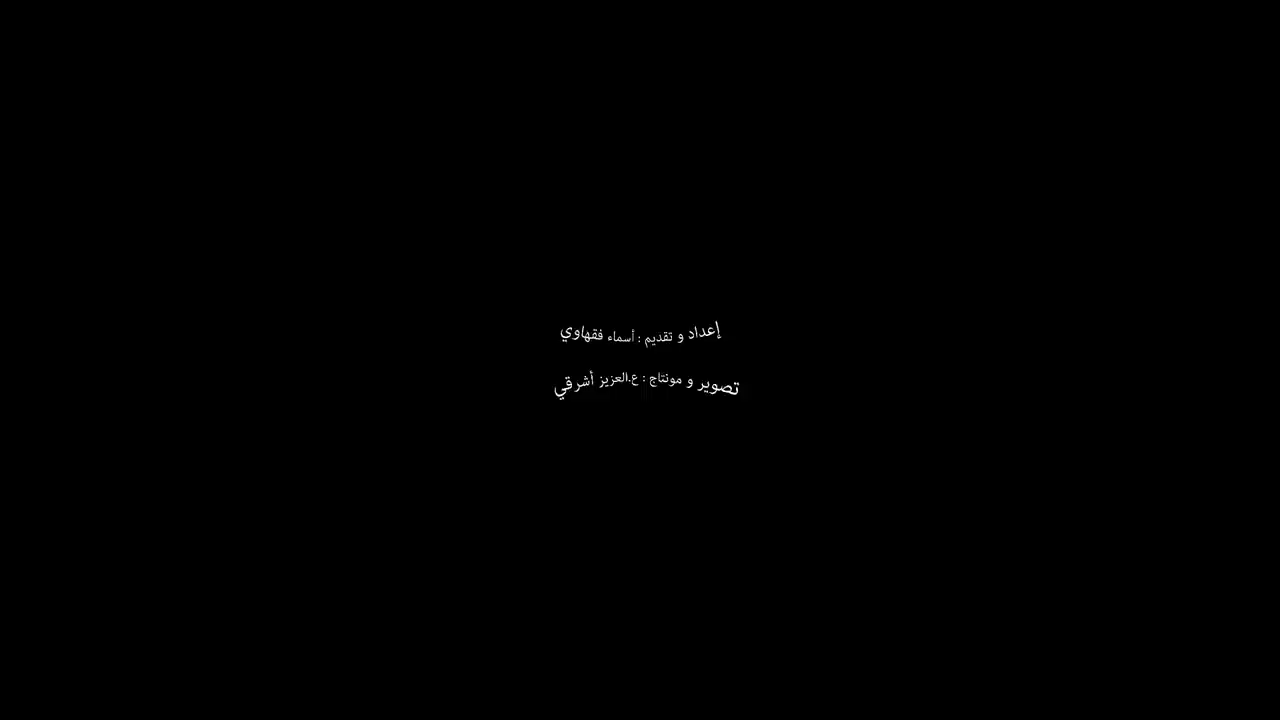 إعداد و تقديم : أسماء فقهاوي
تصوير و مونتاج : ع.العزيز أشرقي